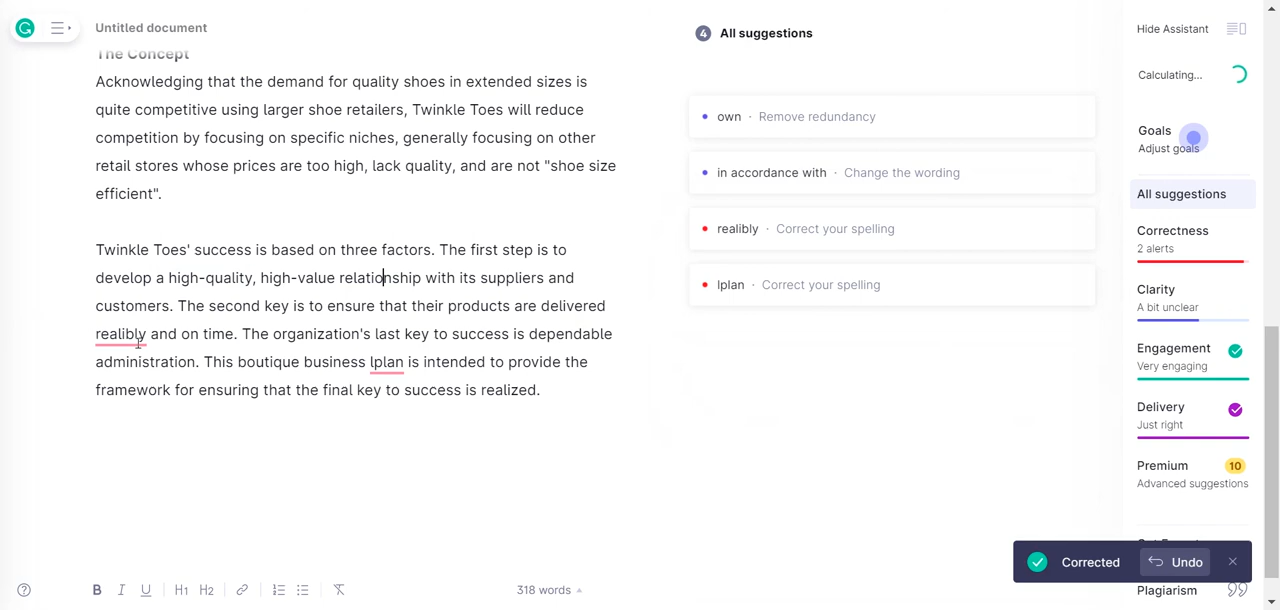 Untitled document
The Concept
Acknowledging that the demand for quality shoes in extended sizes is
quite competitive using larger shoe retailers, Twinkle Toes will reduce
competition by focusing on specific niches, generally focusing on other
retail stores whose prices are too high, lack quality, and are not "shoe size
efficient".
Twinkle Toes' success is based on three factors. The first step is to
develop a high-quality, high-value relationship with its suppliers and
customers. The second key is to ensure that their products are delivered
realibly and on time. The organization's last key to success is dependable
administration. This boutique business lplan is intended to provide the
framework for ensuring that the final key to success is realized.
B I U H1 H2
318 words
4 All suggestions
own · Remove redundancy
in accordance with · Change the wording
realibly · Correct your spelling
lplan · Correct your spelling
Hide Assistant
Calculating...
Goals
Adjust goals
All suggestions
Correctness
2 alerts
Clarity
A bit unclear
Engagement
Very engaging
Delivery
Just right
Premium 10
Advanced suggestions
Corrected Undo
Plagiarism